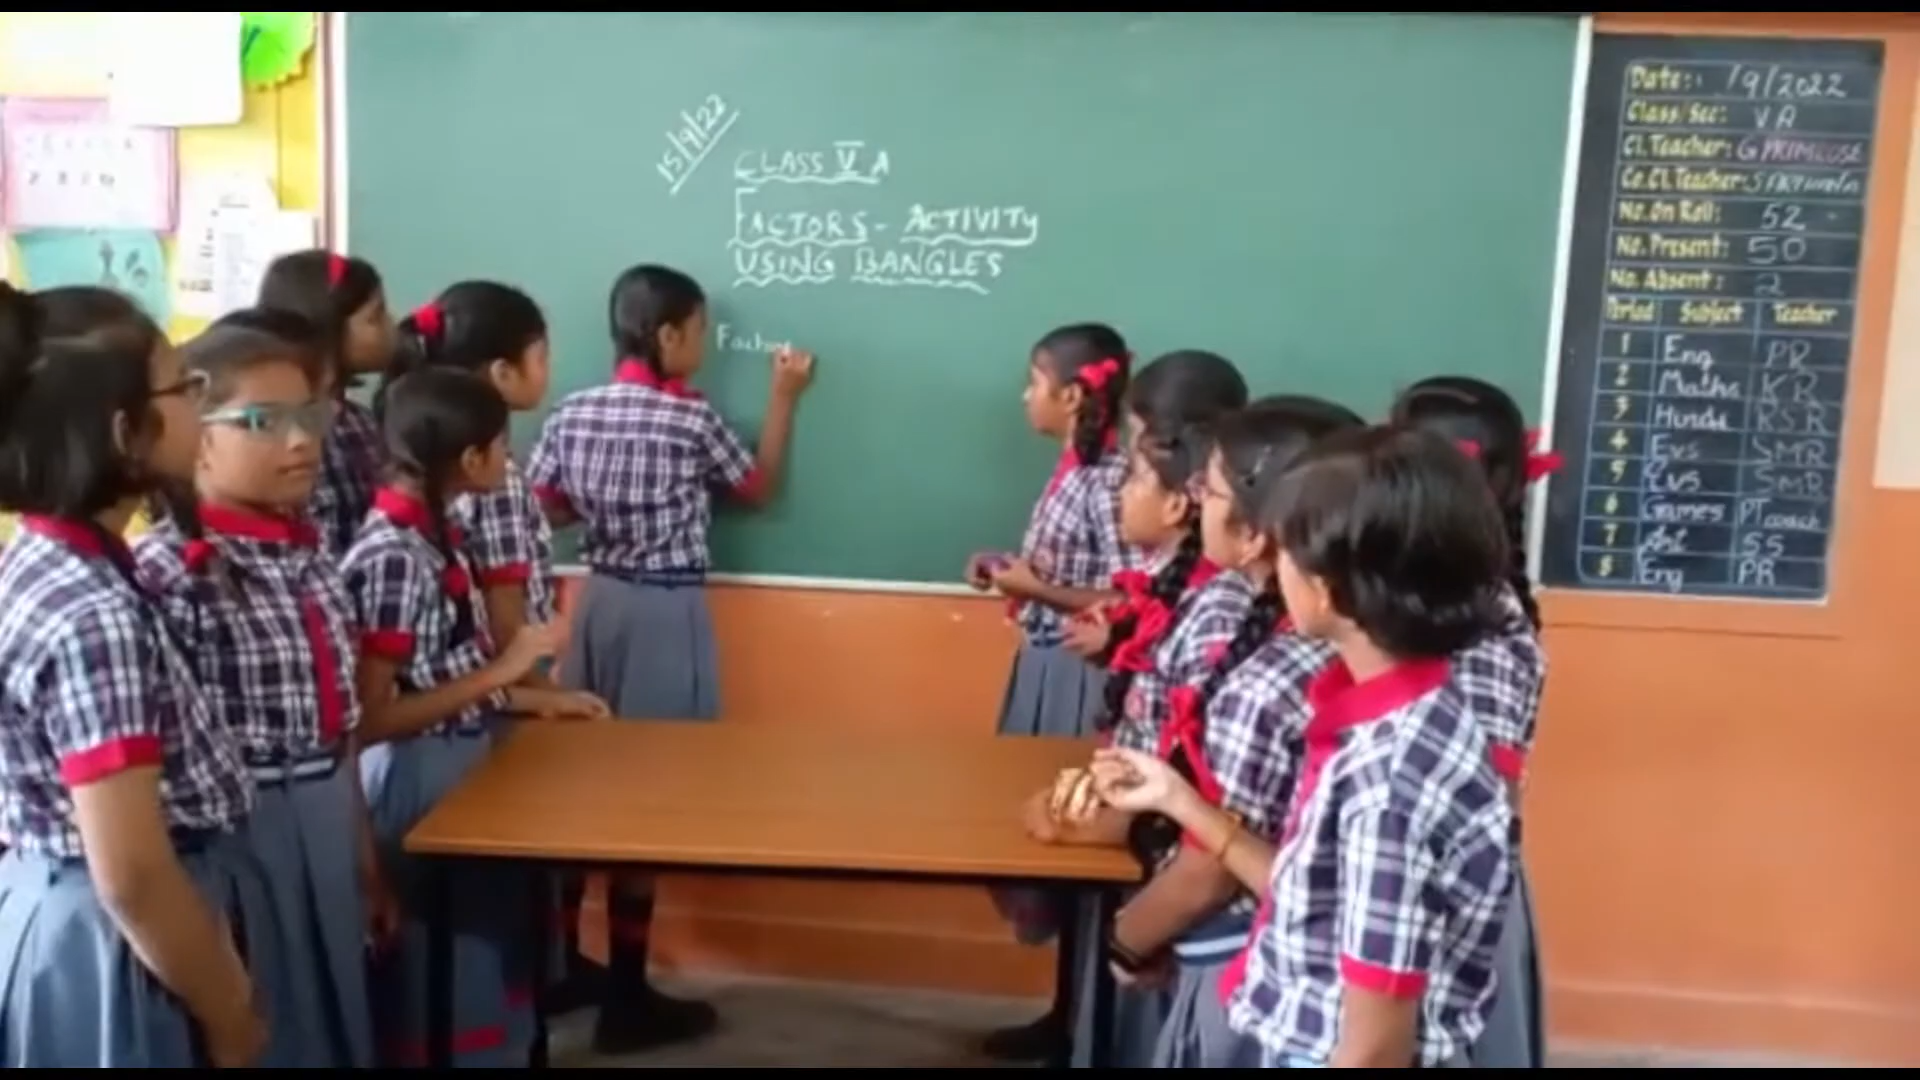 15/9/22
CLASS V A
FACTORS - ACTIVITY
USING BANGLES
Factors
Date: /9/2022
Class/Sec: V A
Cl. Teacher: G PRIMROSE
Co.Cl. Teacher:
No. On Roll: 52
No. Present: 50
No. Absent: 2
Period Subject Teacher
1 Eng PR
2 Maths KR
3 Hindi RSR
4 Evs SMR
5 Evs SMR
6 Games PT coach
7 Art SS
8 Eng PR